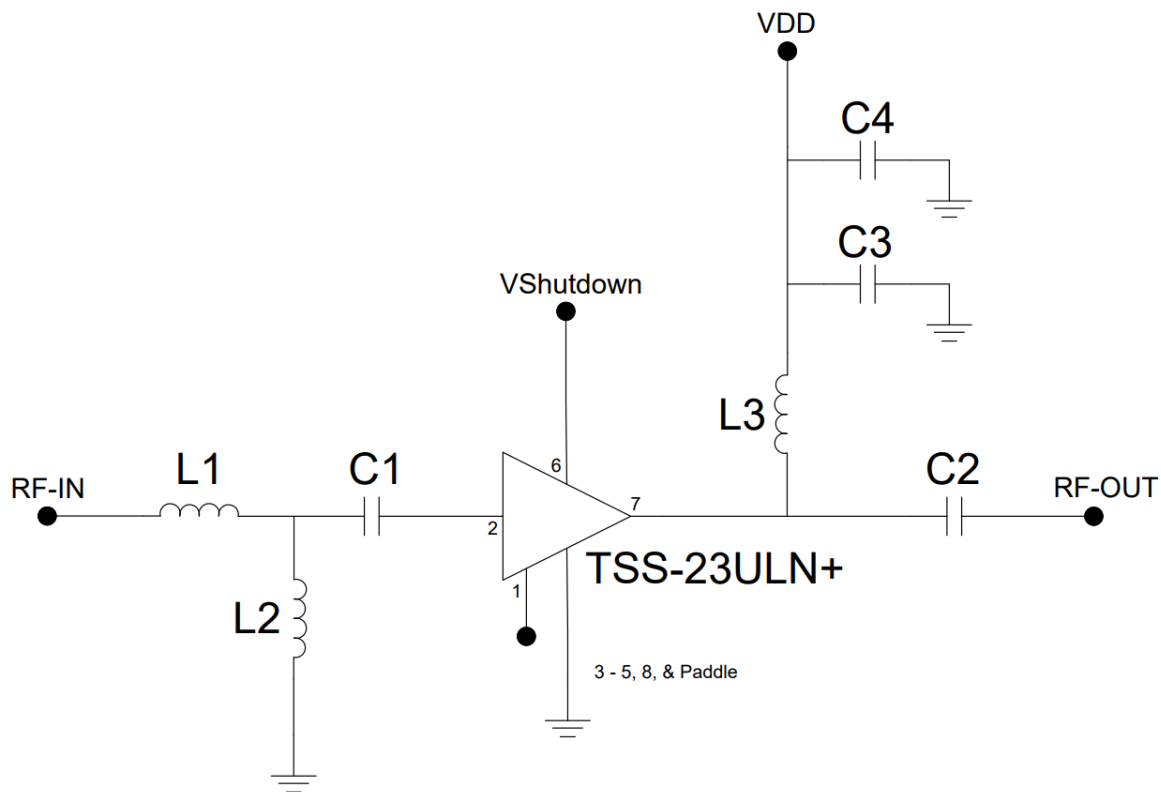 VDD
C4
C3
VShutdown
L3
RF-IN
L1
C1
6
7
C2
RF-OUT
2
TSS-23ULN+
1
L2
3 - 5, 8, & Paddle